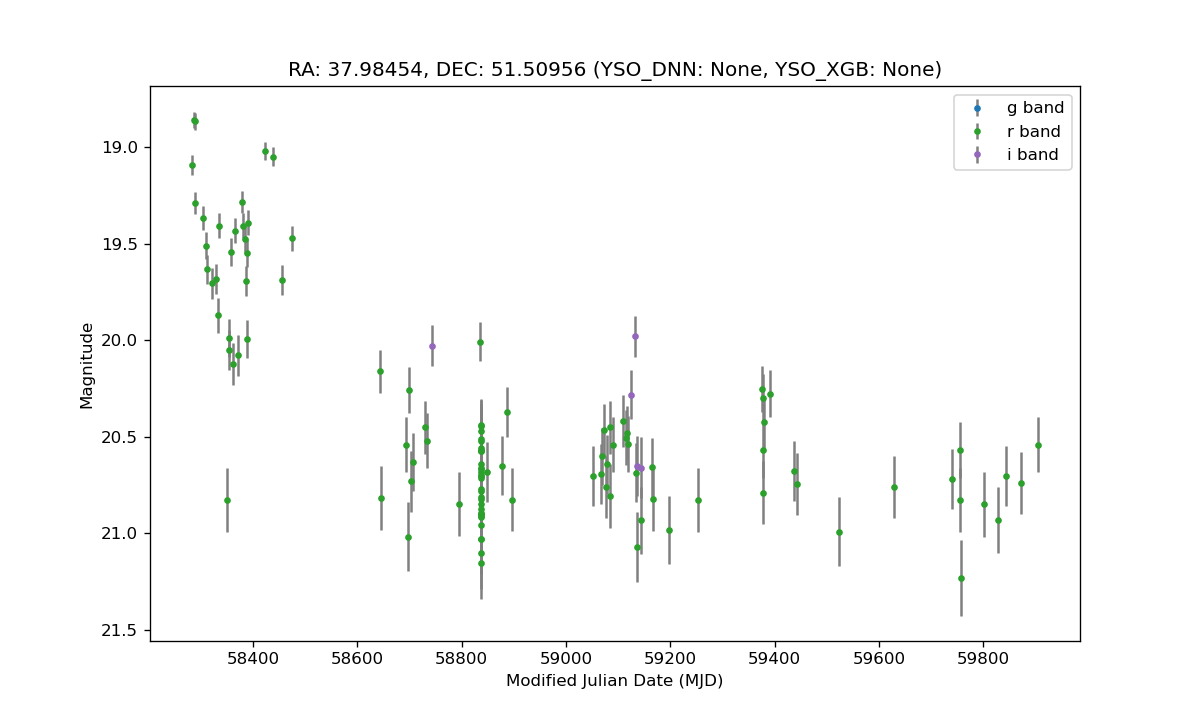 RA: 37.98454, DEC: 51.50956 (YSO_DNN: None, YSO_XGB: None)
g band
r band
i band
19.0
19.5
20.0
20.5
21.0
21.5
Magnitude
58400 58600 58800 59000 59200 59400 59600 59800
Modified Julian Date (MJD)